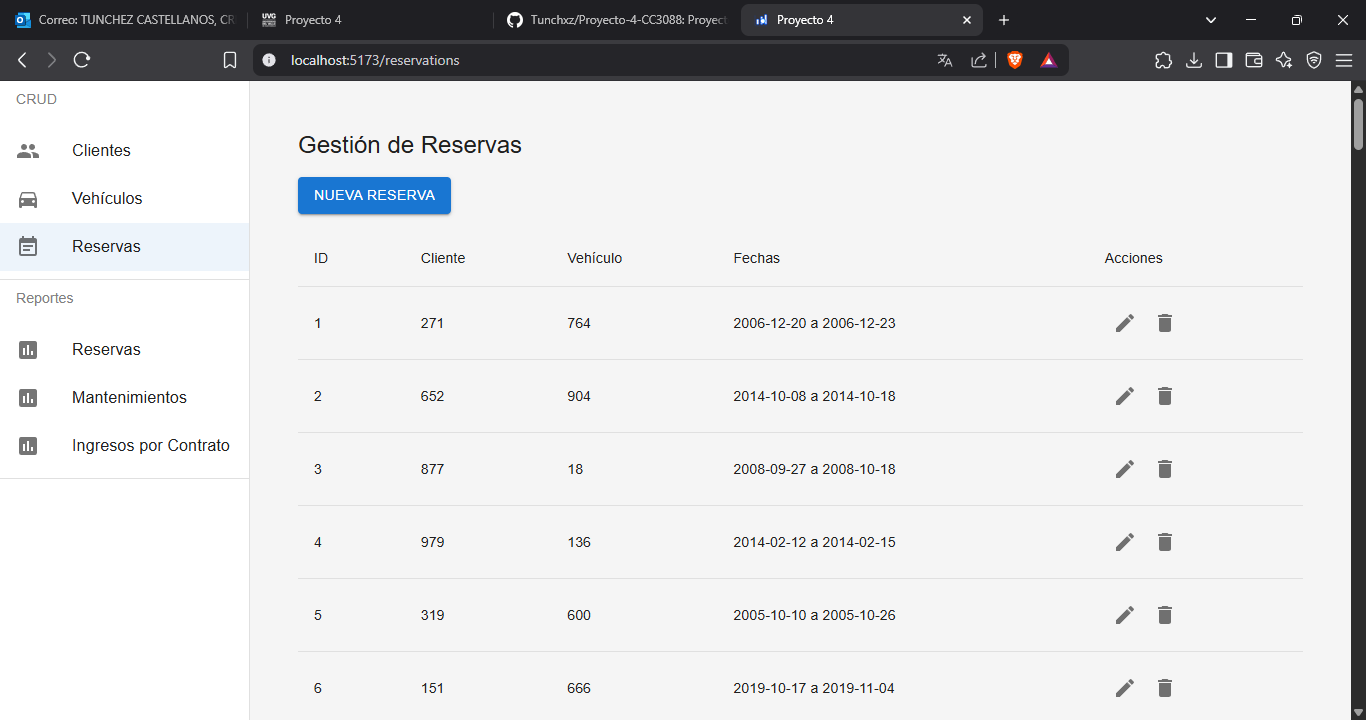 Correo: TUNCHEZ CASTELLANOS, CR
UVG
Proyecto 4
Tunchxz/Proyecto-4-CC3088: Proyect
Proyecto 4
localhost:5173/reservations
CRUD
Clientes
Vehículos
Reservas
Reportes
Reservas
Mantenimientos
Ingresos por Contrato
Gestión de Reservas
NUEVA RESERVA
ID Cliente Vehículo Fechas Acciones
1 271 764 2006-12-20 a 2006-12-23
2 652 904 2014-10-08 a 2014-10-18
3 877 18 2008-09-27 a 2008-10-18
4 979 136 2014-02-12 a 2014-02-15
5 319 600 2005-10-10 a 2005-10-26
6 151 666 2019-10-17 a 2019-11-04